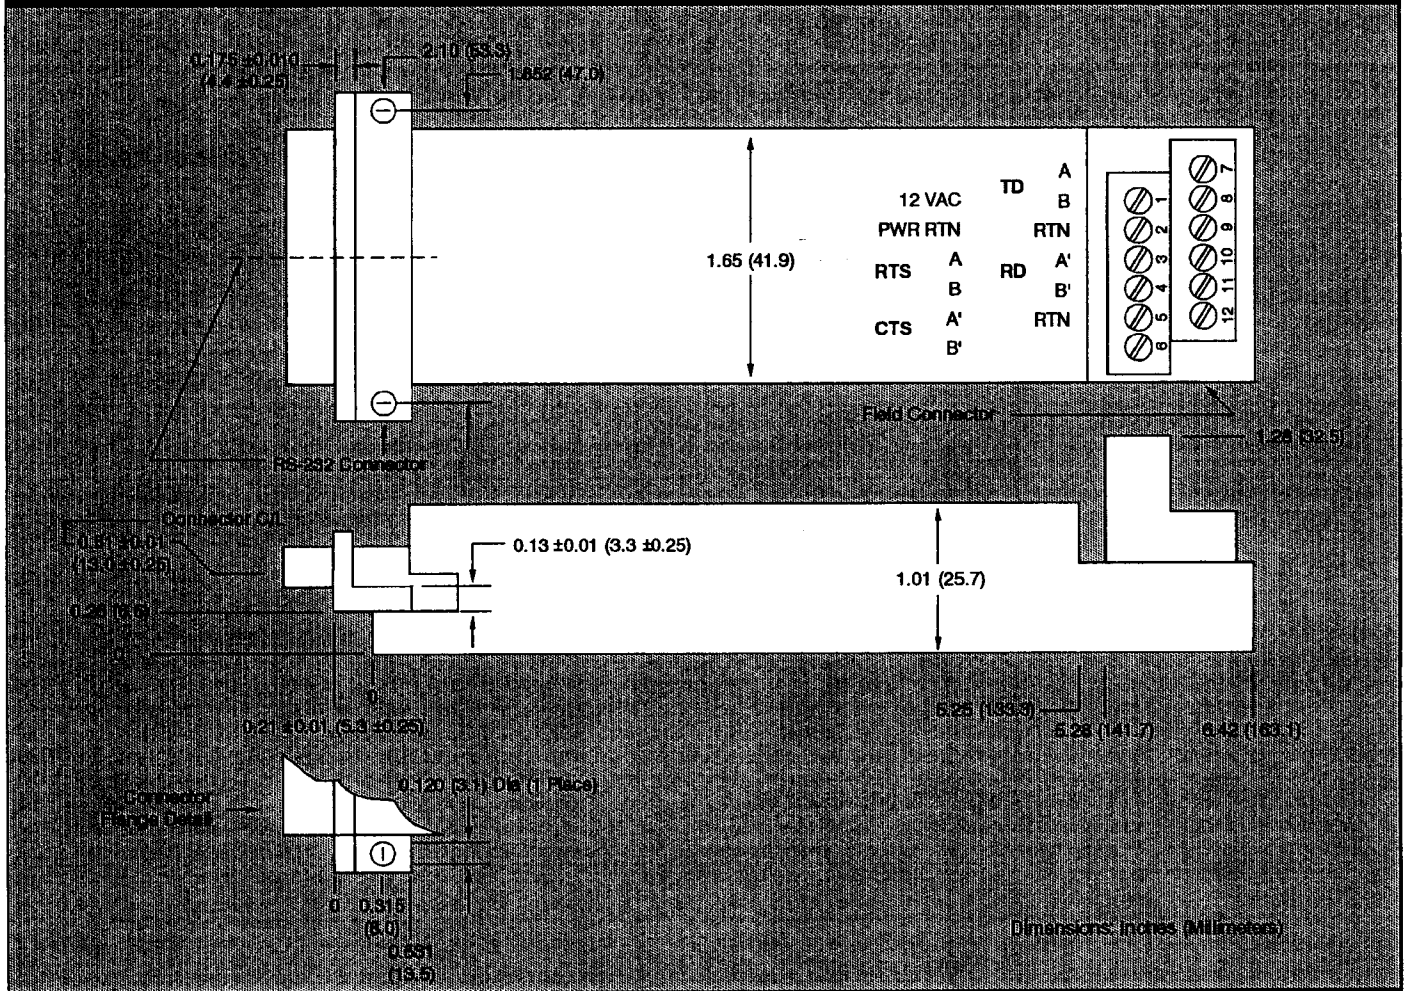 0.175 ±0.010
(4.4 ±0.25)
2.10 (53.3)
1.852 (47.0)
1.65 (41.9)
12 VAC
PWR RTN
RTS
A
B
CTS
A'
B'
TD
A
B
RTN
RD
A'
B'
RTN
1
2
3
4
5
6
7
8
9
10
11
12
Field Connector
RS-232 Connector
1.28 (32.5)
Connector C/L
0.51 ±0.01
(13.0 ±0.25)
0.13 ±0.01 (3.3 ±0.25)
1.01 (25.7)
0
0
0.21 ±0.01 (5.3 ±0.25)
5.25 (133.3)
(141.7)
6.42 (163.1)
Connector
Flange Detail
0.120 (3.1) Dia (1 Place)
0
0.315
(8.0)
0.531
(13.5)
Dimensions: Inches (Millimeters)